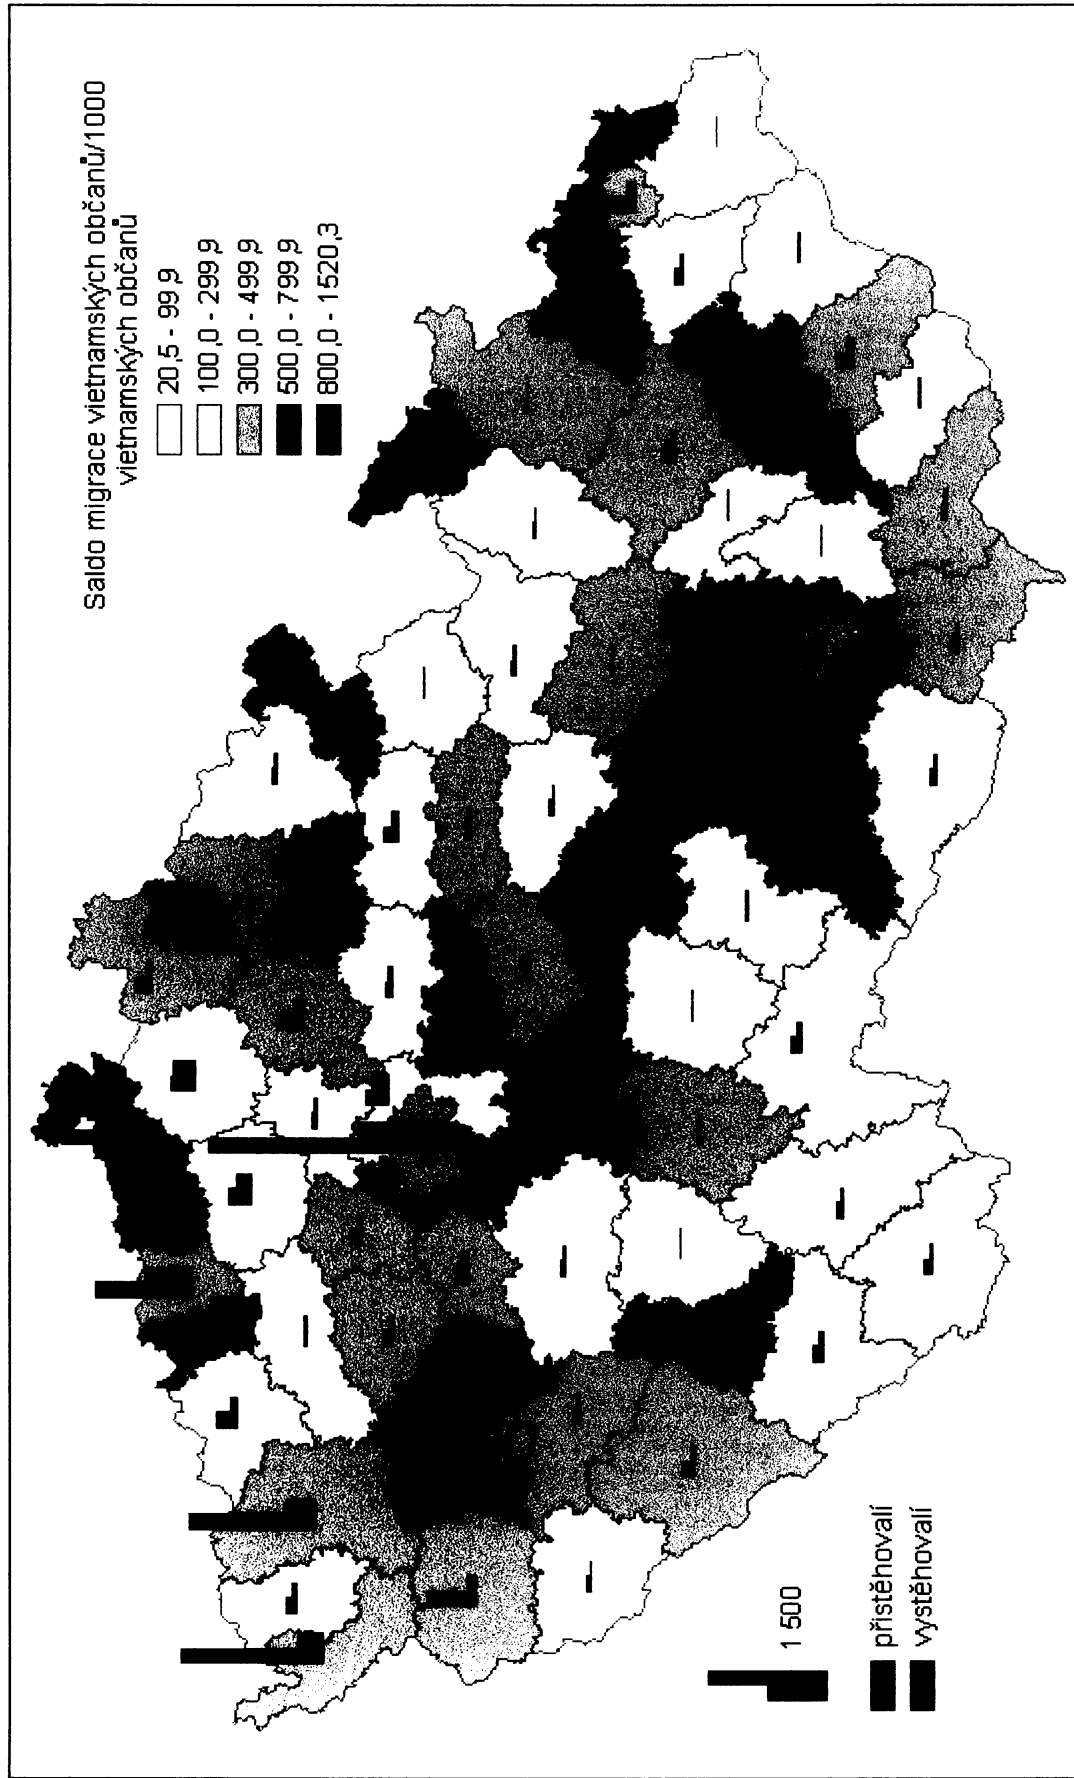 Saldo migrace vietnamských občanů/1000
vietnamských občanů
20,5 - 99,9
100,0 - 299,9
300,0 - 499,9
500,0 - 799,9
800,0 - 1520,3
1 500
přistěhovalí
vystěhovalí